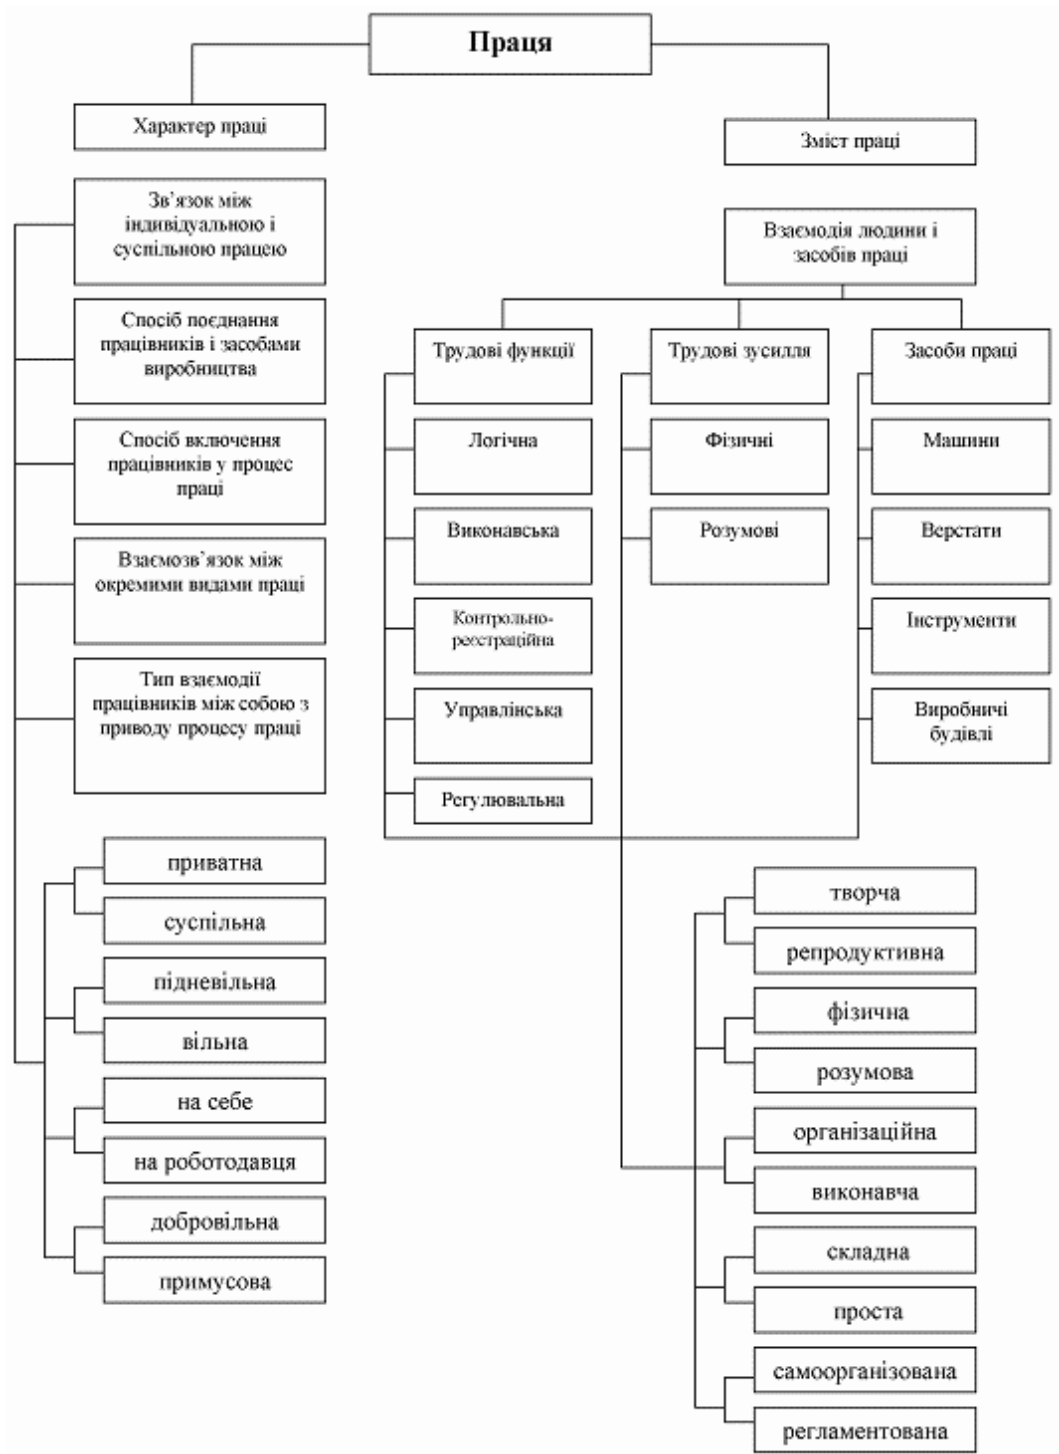 Праця
Характер праці
Зміст праці
Зв’язок між
індивідуальною і
суспільною працею
Спосіб поєднання
працівників і засобами
виробництва
Спосіб включення
працівників у процес
праці
Взаємозв’язок між
окремими видами праці
Тип взаємодії
працівників між собою з
приводу процесу праці
приватна
суспільна
підневільна
вільна
на себе
на роботодавця
добровільна
примусова
Взаємодія людини і
засобів праці
Трудові функції
Логічна
Виконавська
Контрольно-
реєстраційна
Управлінська
Регулювальна
Трудові зусилля
Фізичні
Розумові
Засоби праці
Машини
Верстати
Інструменти
Виробничі
будівлі
творча
репродуктивна
фізична
розумова
організаційна
виконавча
складна
проста
самоорганізована
регламентована